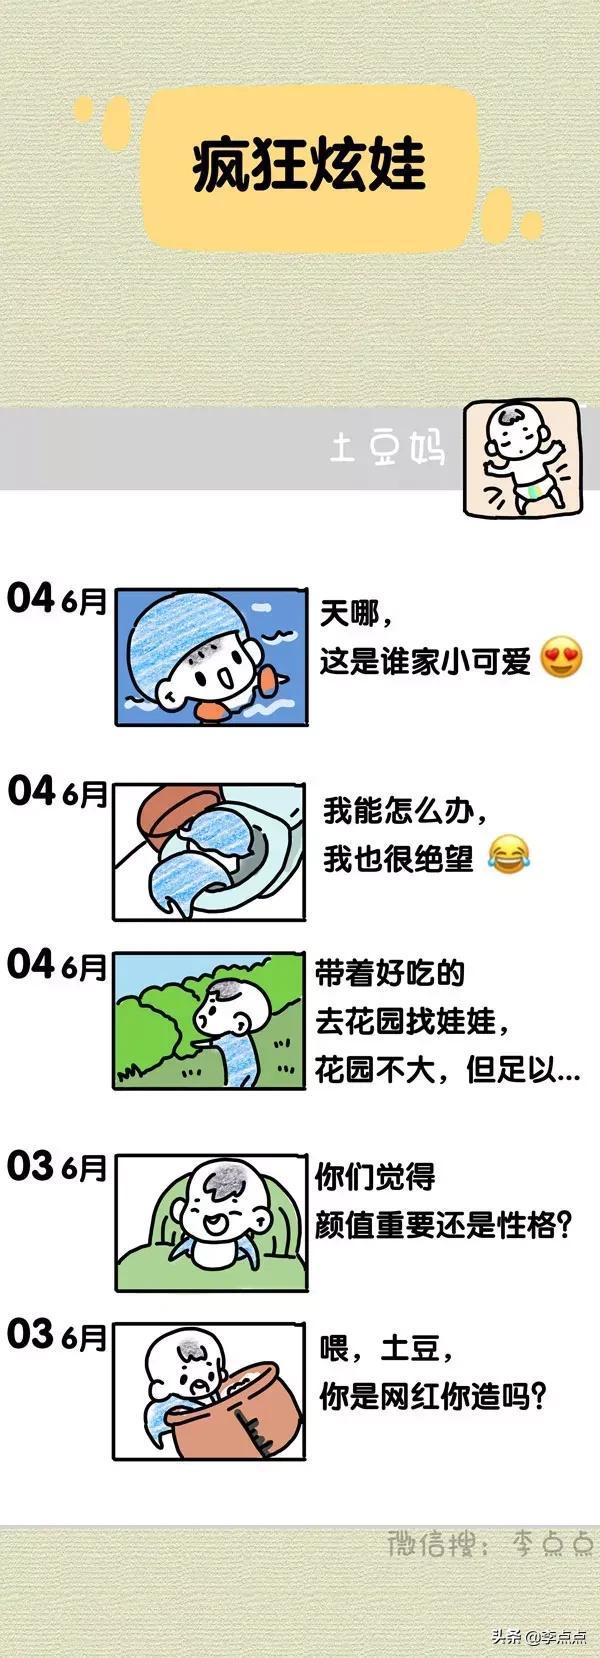 疯狂炫娃
土豆妈
04 6月
天哪，
这是谁家小可爱😍
04 6月
我能怎么办，
我也很绝望😂
04 6月
带着好吃的
去花园找娃娃，
花园不大，但足以...
03 6月
你们觉得
颜值重要还是性格？
03 6月
喂，土豆，
你是网红你造吗？
微信搜：李点点
头条 @李点点